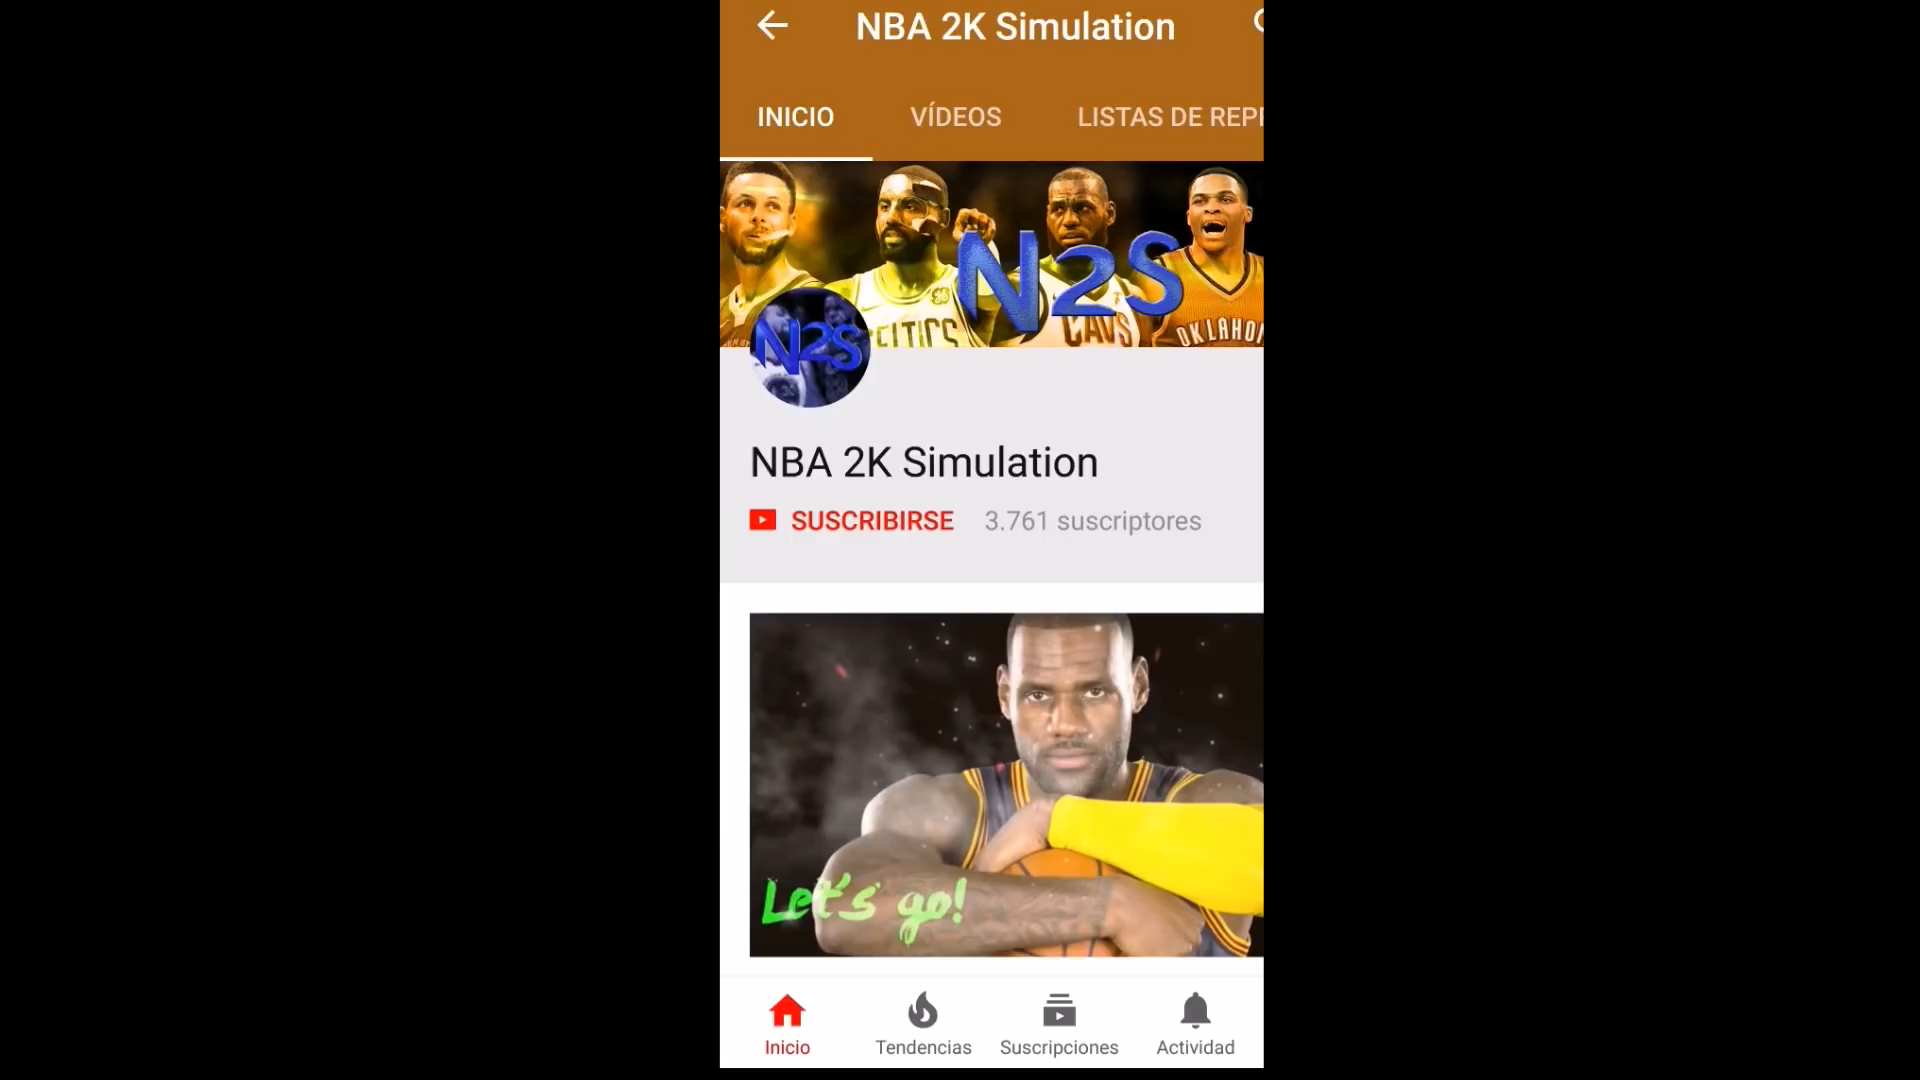 NBA 2K Simulation
INICIO VÍDEOS LISTAS DE REP
N2S
ELTICS CAVS OKLAHO
N2S
NBA 2K Simulation
SUSCRIBIRSE 3.761 suscriptores
Let's go!
Inicio Tendencias Suscripciones Actividad